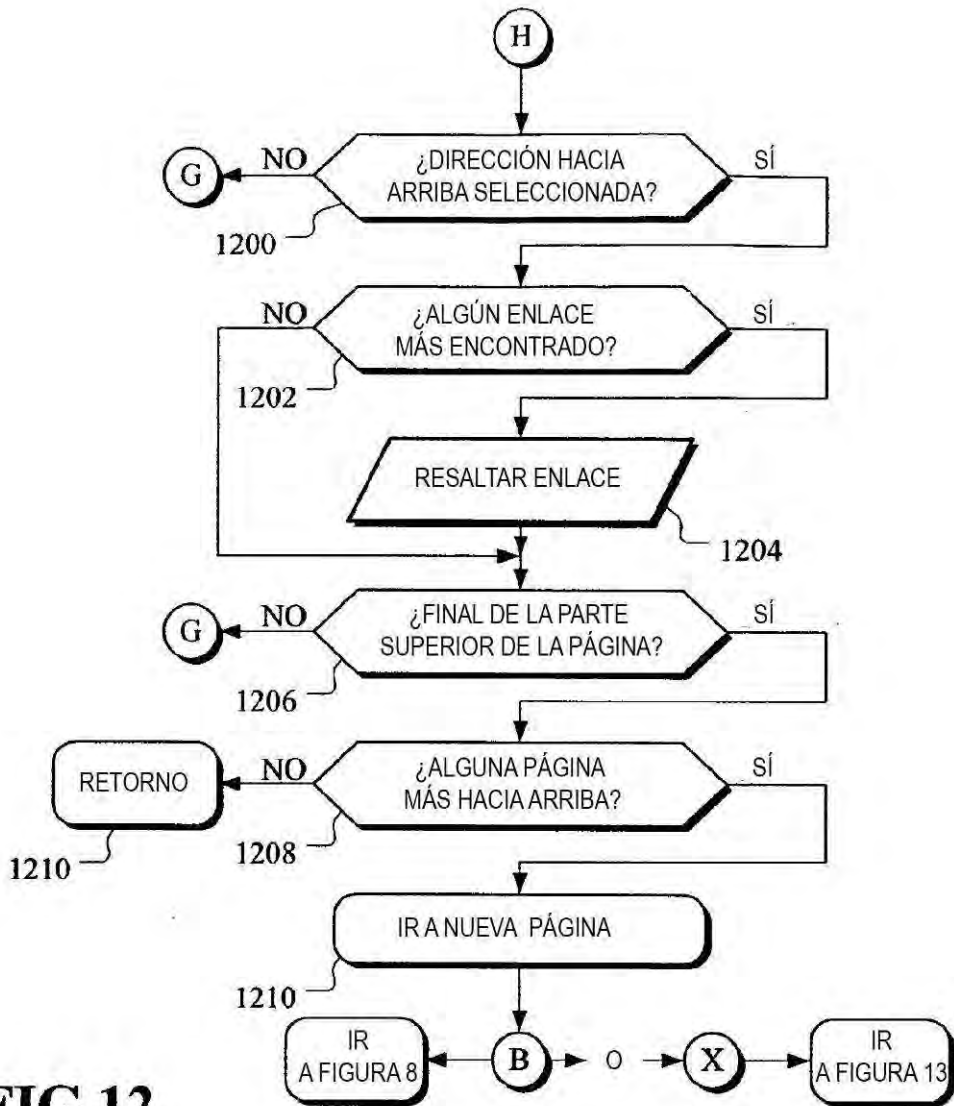 H
¿DIRECCIÓN HACIA
ARRIBA SELECCIONADA?
NO
SÍ
G
1200
¿ALGÚN ENLACE
MÁS ENCONTRADO?
NO
SÍ
1202
RESALTAR ENLACE
1204
¿FINAL DE LA PARTE
SUPERIOR DE LA PÁGINA?
NO
SÍ
G
1206
¿ALGUNA PÁGINA
MÁS HACIA ARRIBA?
NO
SÍ
RETORNO
1210
1208
IR A NUEVA PÁGINA
1210
IR
A FIGURA 8
B
O
X
IR
A FIGURA 13